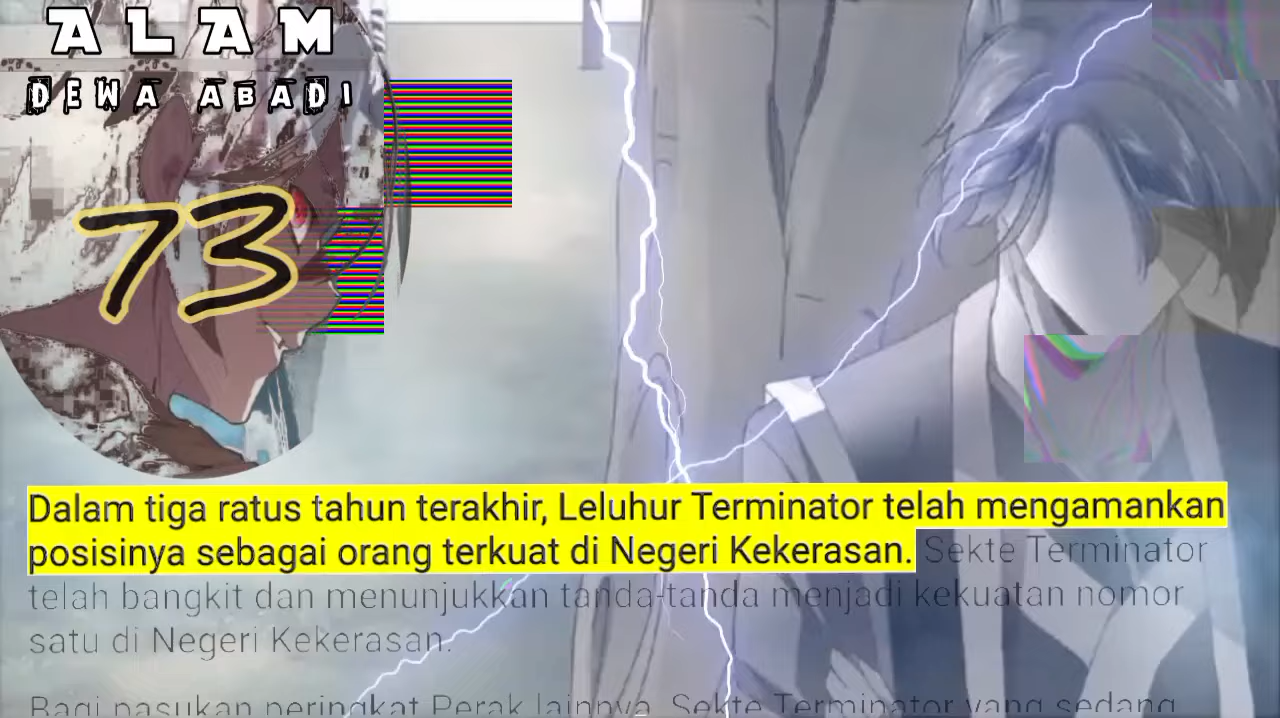 ALAM
DEWA ABADI
73
Dalam tiga ratus tahun terakhir, Leluhur Terminator telah mengamankan
posisinya sebagai orang terkuat di Negeri Kekerasan. Sekte Terminator
telah bangkit dan menunjukkan tanda-tanda menjadi kekuatan nomor
satu di Negeri Kekerasan.
Bagi pasukan peringkat Perak lainnya, Sekte Terminator yang sedang